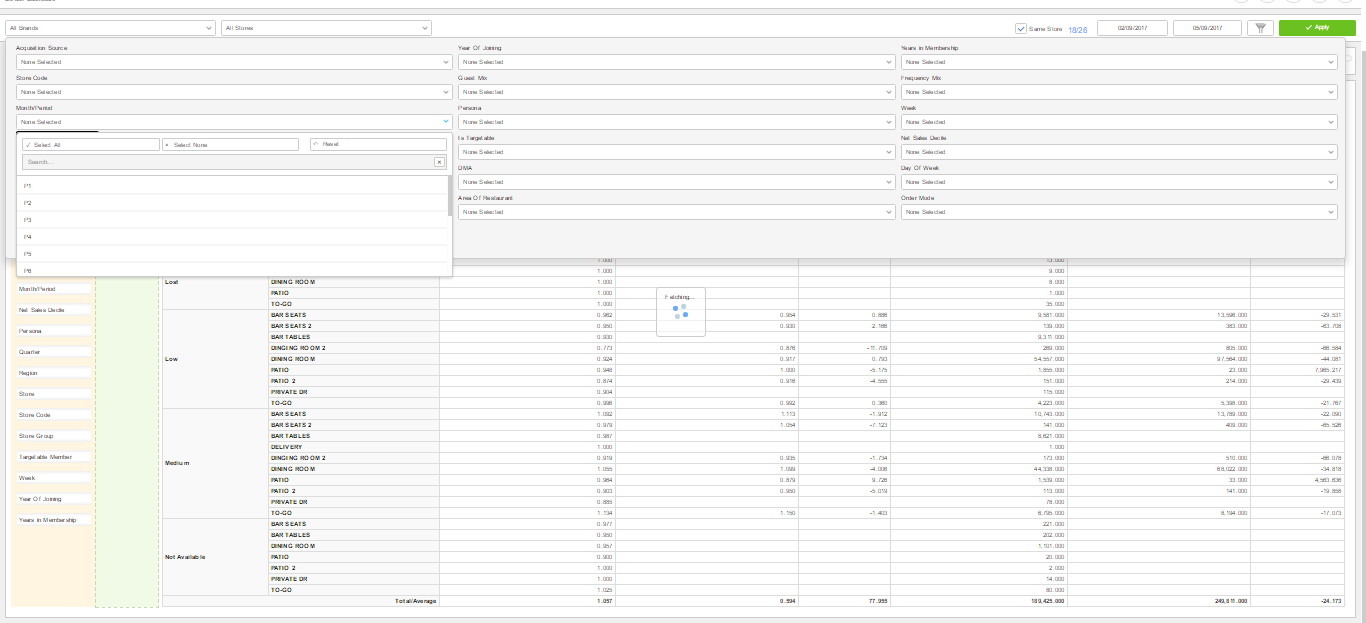 All Brands All Stores Same Store 18/26 02/09/2017 05/09/2017 Apply
Acquisition Source Year Of Joining Years in Membership
None Selected None Selected None Selected
Store Code Guest Mix Frequency Mix
None Selected None Selected None Selected
Month/Period Persona Week
None Selected None Selected None Selected
Is Targetable Net Sales Decile
Select All Select None Reset None Selected None Selected
Search...
DMA Day Of Week
P1 None Selected None Selected
P2 Area Of Restaurant Order Mode
P3 None Selected None Selected
P4
P5
P6
1.000 13.000
1.000 9.000
Month/Period Lost DINING ROOM 1.000 8.000
PATIO 1.000 Fetching... 1.000
Net Sales Decile TO-GO 1.000 35.000
BAR SEATS 0.962 0.954 0.886 9,581.000 13,596.000 -29.531
Persona BAR SEATS 2 0.950 0.930 2.166 139.000 383.000 -63.708
BAR TABLES 0.930 9,311.000
Quarter DINGING ROOM 2 0.773 0.876 -11.709 269.000 805.000 -66.584
Low DINING ROOM 0.924 0.917 0.793 54,557.000 97,564.000 -44.081
Region PATIO 0.948 1.000 -5.175 1,855.000 23.000 7,965.217
PATIO 2 0.874 0.916 -4.555 151.000 214.000 -29.439
Store PRIVATE DR 0.904 115.000
TO-GO 0.996 0.992 0.360 4,223.000 5,398.000 -21.767
Store Code BAR SEATS 1.092 1.113 -1.912 10,743.000 13,789.000 -22.090
BAR SEATS 2 0.979 1.054 -7.123 141.000 409.000 -65.526
Store Group BAR TABLES 0.987 8,621.000
DELIVERY 1.000 1.000
Targetable Member DINGING ROOM 2 0.919 0.935 -1.734 173.000 510.000 -66.078
Medium DINING ROOM 1.055 1.099 -4.006 44,338.000 68,022.000 -34.818
Week PATIO 0.964 0.879 9.726 1,539.000 33.000 4,563.636
PATIO 2 0.903 0.950 -5.019 113.000 141.000 -19.858
Year Of Joining PRIVATE DR 0.885 78.000
TO-GO 1.134 1.150 -1.403 6,795.000 8,194.000 -17.073
Years in Membership BAR SEATS 0.977 221.000
BAR TABLES 0.950 202.000
DINING ROOM 0.957 1,101.000
Not Available PATIO 0.900 20.000
PATIO 2 1.000 2.000
PRIVATE DR 1.000 14.000
TO-GO 1.025 80.000
Total/Average 1.057 0.594 77.955 189,425.000 249,811.000 -24.173